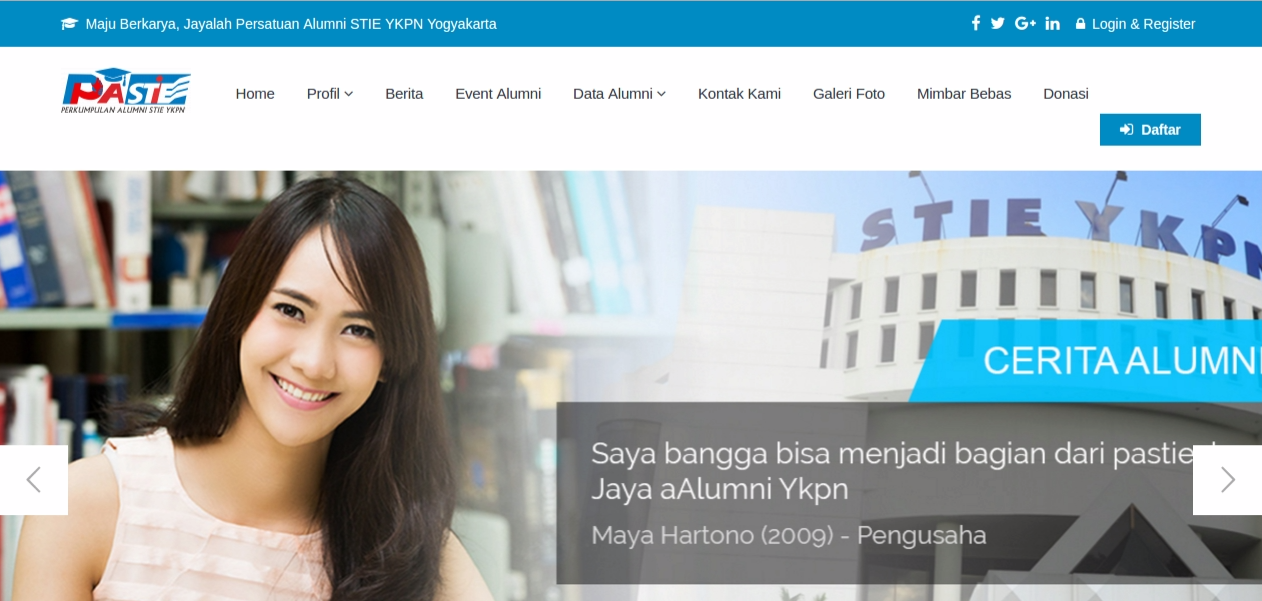 Maju Berkarya, Jayalah Persatuan Alumni STIE YKPN Yogyakarta
Login & Register
PASTIE
PERKUMPULAN ALUMNI STIE YKPN
Home Profil Berita Event Alumni Data Alumni Kontak Kami Galeri Foto Mimbar Bebas Donasi
Daftar
STIE YKPN
CERITA ALUMNI
Saya bangga bisa menjadi bagian dari pastie
Jaya aAlumni Ykpn
Maya Hartono (2009) - Pengusaha